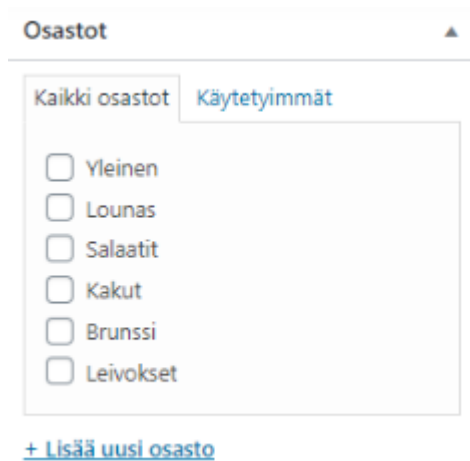 Osastot
Kaikki osastot Käytetyimmät
Yleinen
Lounas
Salaatit
Kakut
Brunssi
Leivokset
+ Lisää uusi osasto